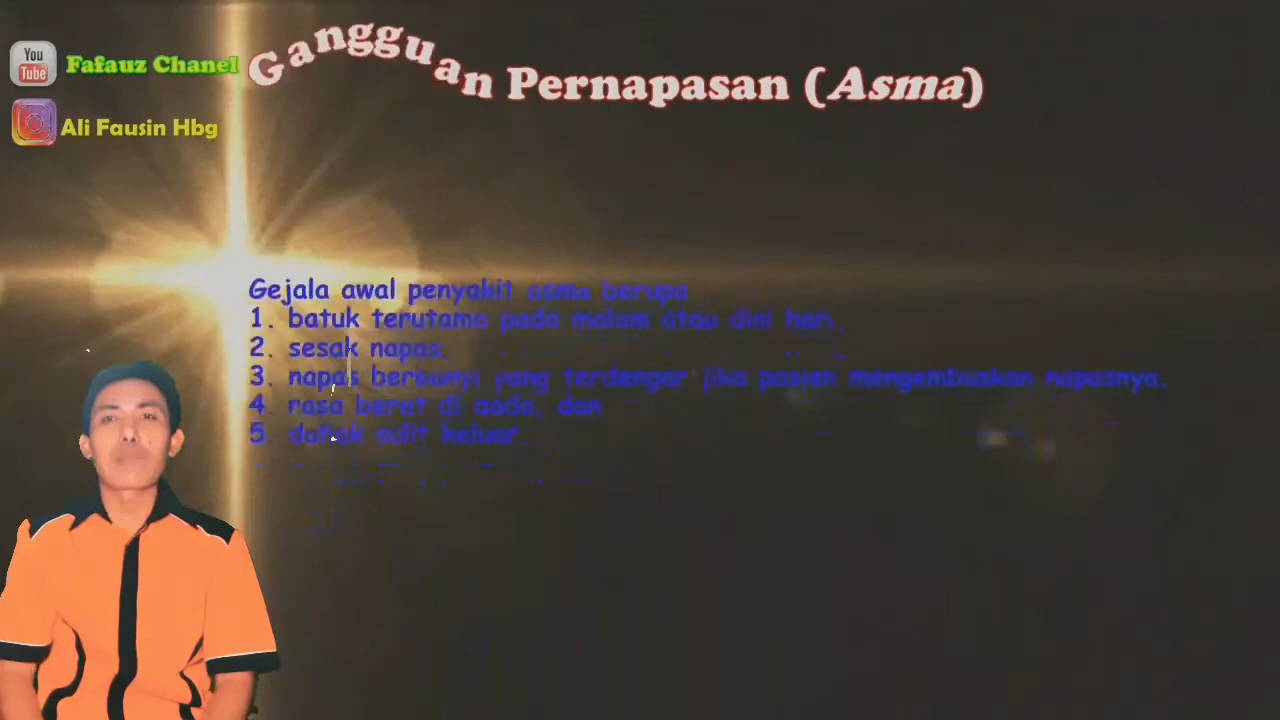 You
Tube
Fafauz Chanel
Gangguan Pernapasan (Asma)
Ali Fausin Hbg
Gejala awal penyakit asma berupa
1. batuk terutama pada malam atau dini hari,
2. sesak napas,
3. napas berbunyi yang terdengar jika pasien mengembuskan napasnya,
4. rasa berat di dada, dan
5. dahak sulit keluar.